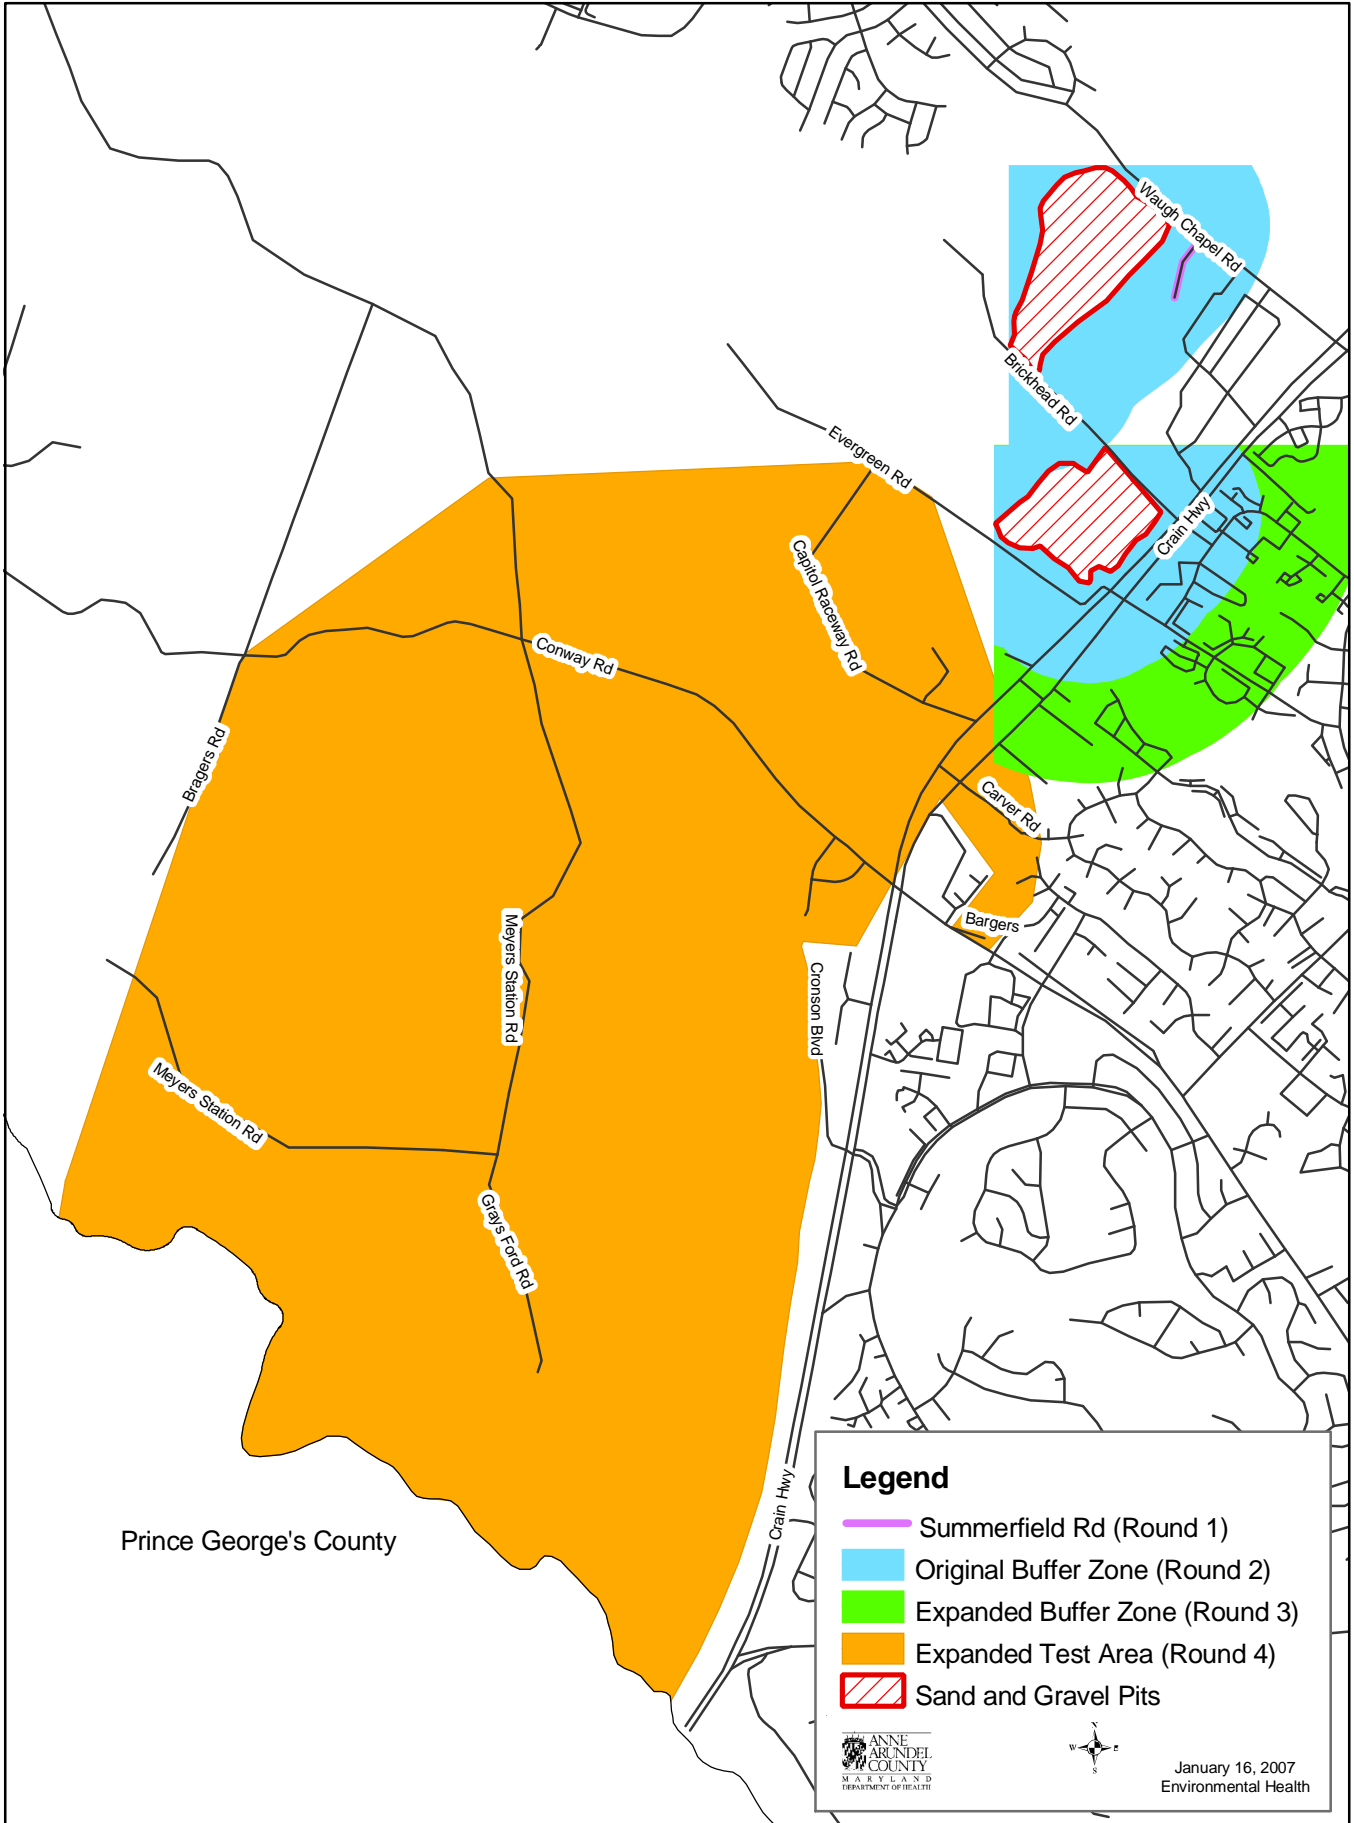 Waugh Chapel Rd
Brickhead Rd
Evergreen Rd
Crain Hwy
Capitol Raceway Rd
Conway Rd
Bragers Rd
Carver Rd
Bargers
Meyers Station Rd
Cronson Blvd
Meyers Station Rd
Grays Ford Rd
Crain Hwy
Prince George's County
Legend
Summerfield Rd (Round 1)
Original Buffer Zone (Round 2)
Expanded Buffer Zone (Round 3)
Expanded Test Area (Round 4)
Sand and Gravel Pits
ANNE
ARUNDEL
COUNTY
MARYLAND
DEPARTMENT OF HEALTH
N
W E
S
January 16, 2007
Environmental Health